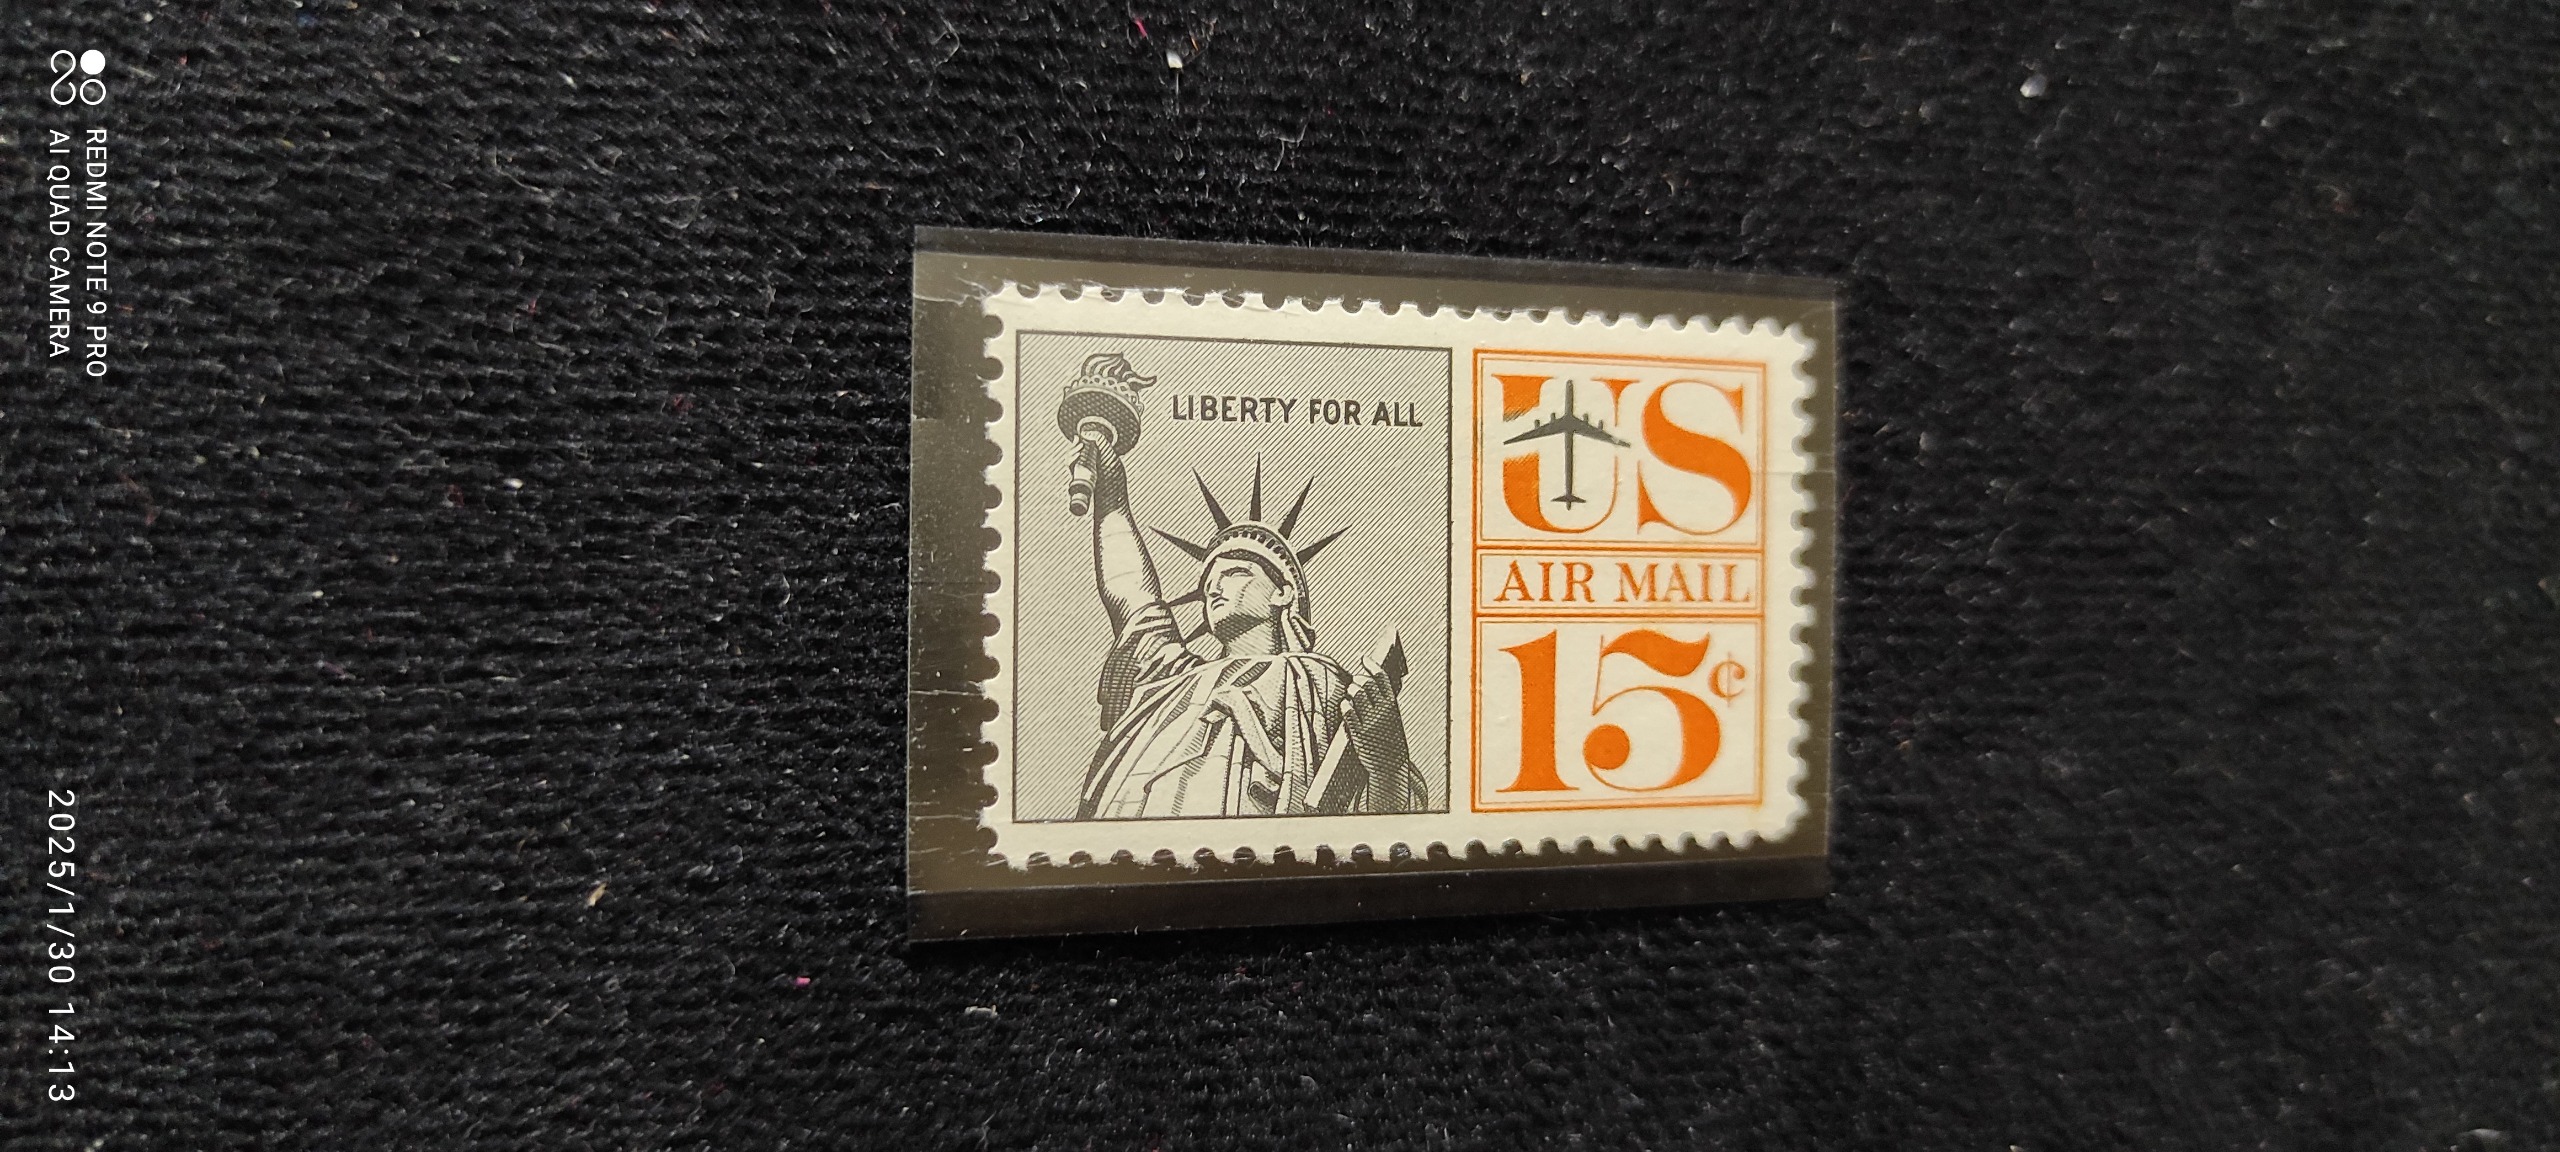 LIBERTY FOR ALL
US
AIR MAIL
15¢
REDMI NOTE 9 PRO
AI QUAD CAMERA
2025/1/30 14:13